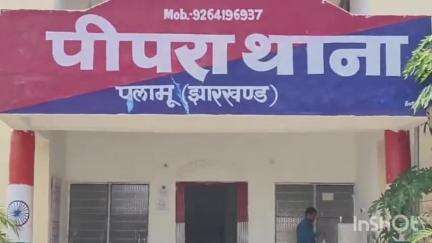 Mob.-9264196937
पीपरा थाना
पलामू (झारखण्ड)
InShOt